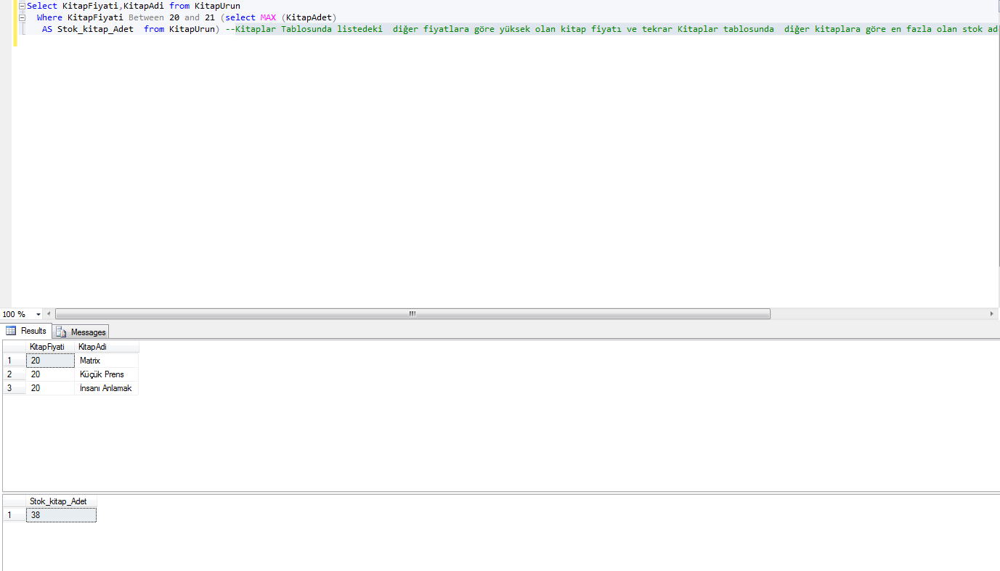 Select KitapFiyati,KitapAdi from KitapUrun
Where KitapFiyati Between 20 and 21 (select MAX (KitapAdet)
AS Stok_kitap_Adet from KitapUrun) --Kitaplar Tablosunda listedeki diğer fiyatlara göre yüksek olan kitap fiyatı ve tekrar Kitaplar tablosunda diğer kitaplara göre en fazla olan stok
100 %
Results Messages
KitapFiyati KitapAdi
1 20 Matrix
2 20 Küçük Prens
3 20 İnsanı Anlamak
Stok_kitap_Adet
1 38